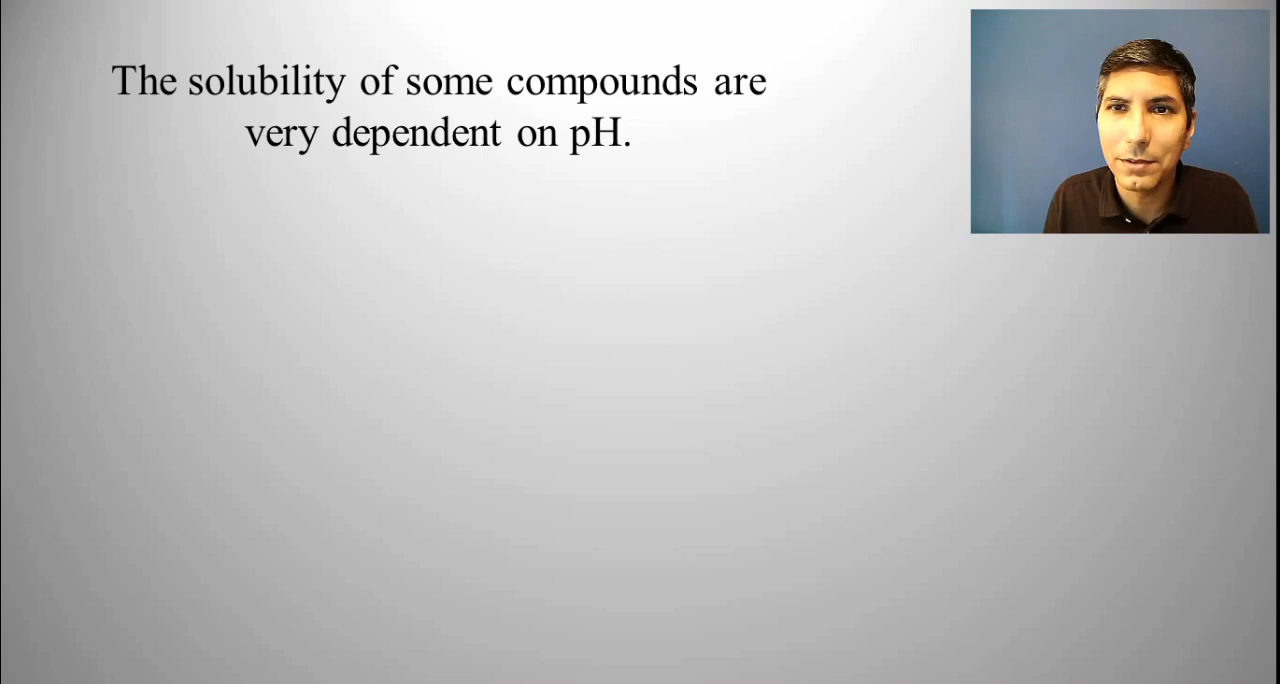 The solubility of some compounds are
very dependent on pH.